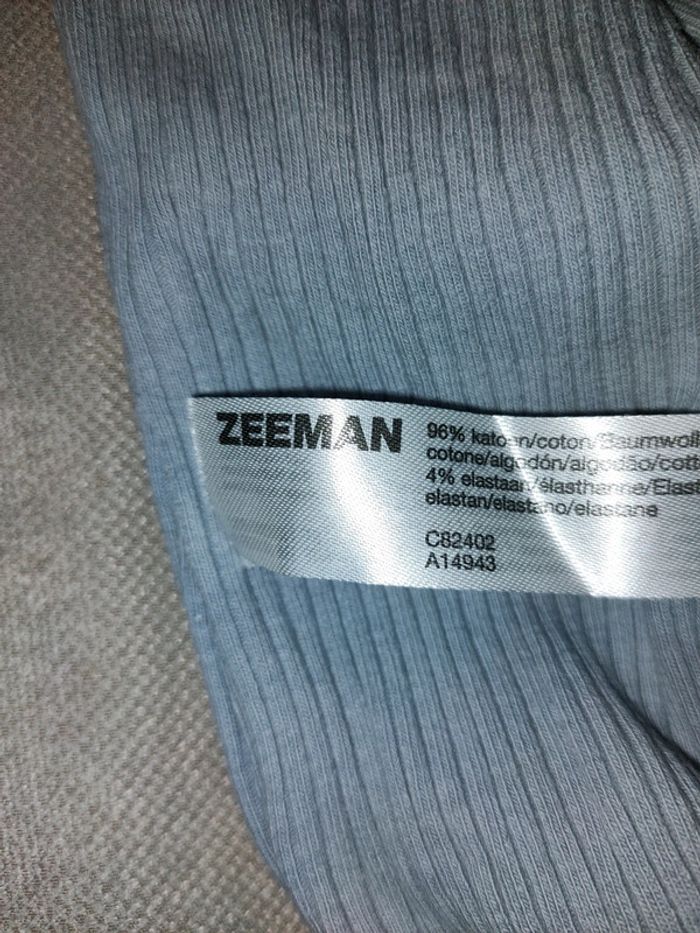 ZEEMAN
96% katoen/coton/Baumwoll
cotone/algodón/algodão/cott
4% elastaan/élasthanne/Elast
elastan/elastano/elastane
C82402
A14943